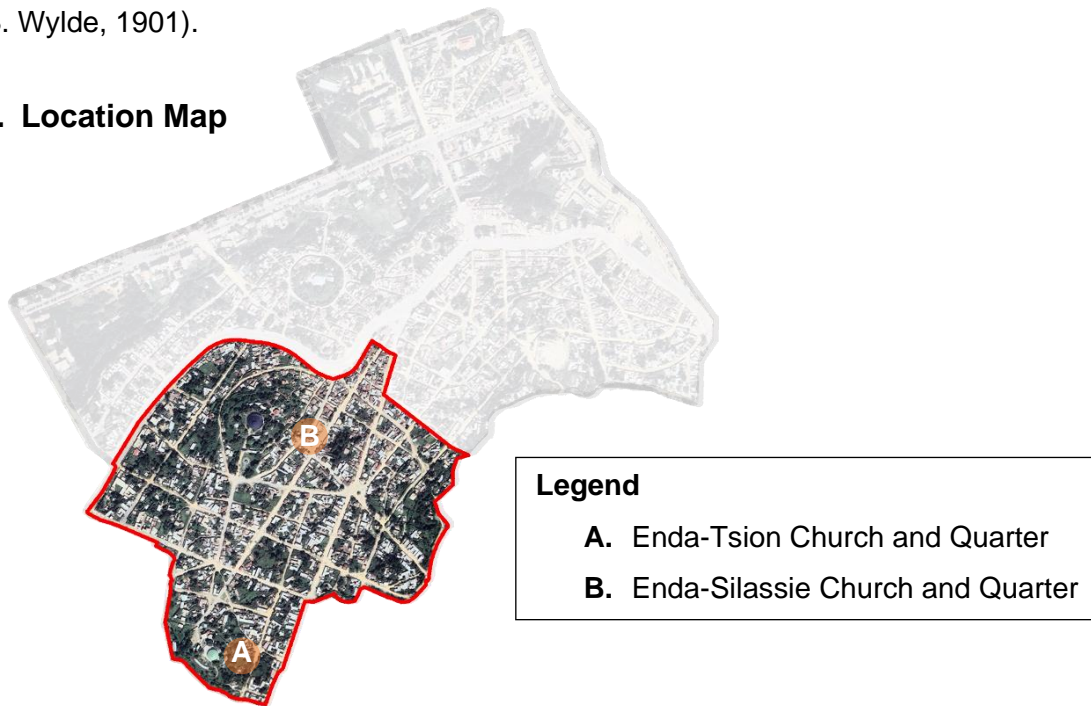 Wylde, 1901).
Location Map
B
A
Legend
A. Enda-Tsion Church and Quarter
B. Enda-Silassie Church and Quarter